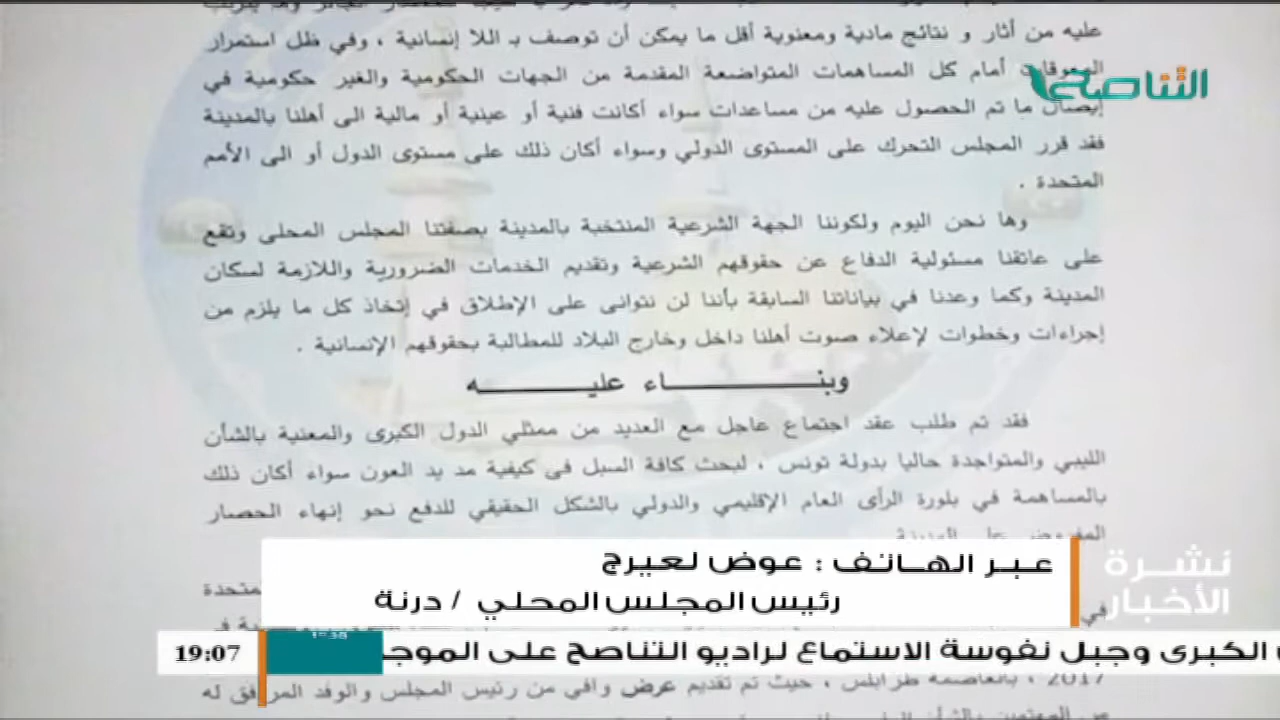 عليه من أثار و نتائج مادية ومعنوية أقل ما يمكن أن توصف بـ اللا إنسانية ، وفي ظل استمرار
أمام كل المساهمات المتواضعة المقدمة من الجهات الحكومية والغير حكومية في
التناصح
إيصال ما تم الحصول عليه من مساعدات سواء أكانت فنية أو عينية أو مالية الى أهلنا بالمدينة
فقد قرر المجلس التحرك على المستوى الدولي وسواء أكان ذلك على مستوى الدول أو الى الأمم
المتحدة .
وها نحن اليوم ولكوننا الجهة الشرعية المنتخبة بالمدينة بصفتنا المجلس المحلى وتقع
على عاتقنا مسئولية الدفاع عن حقوقهم الشرعية وتقديم الخدمات الضرورية واللازمة لسكان
المدينة وكما وعدنا في بياناتنا السابقة بأننا لن نتوانى على الإطلاق في إتخاذ كل ما يلزم من
إجراءات وخطوات لإعلاء صوت أهلنا داخل وخارج البلاد للمطالبة بحقوقهم الإنسانية .
وبنـــــــاء عليـــــــه
فقد تم طلب عقد اجتماع عاجل مع العديد من ممثلي الدول الكبرى والمعنية بالشأن
الليبي والمتواجدة حاليا بدولة تونس ، لبحث كافة السبل فى كيفية مد يد العون سواء أكان ذلك
بالمساهمة في بلورة الرأى العام الإقليمي والدولي بالشكل الحقيقي للدفع نحو إنهاء الحصار
عبر الهاتف : عوض لعيرج
رئيس المجلس المحلي / درنة
نشرة
الأخبار
الكبرى وجبل نفوسة الاستماع لراديو التناصح على الموجـ
19:07
2017 ، بالعاصمة طرابلس ، حيث تم تقديم عرض وافي من رئيس المجلس والوفد المرافق له